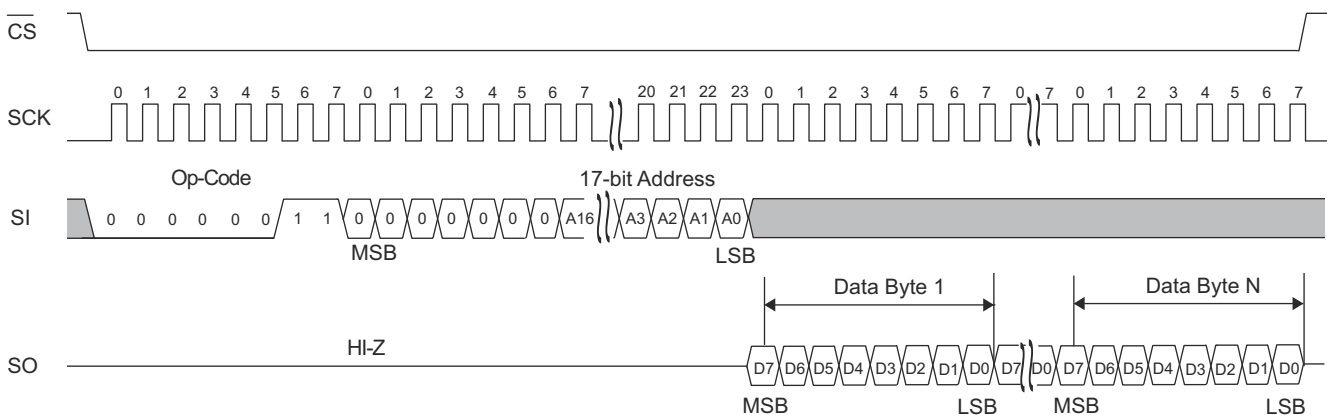 CS
0 1 2 3 4 5 6 7 0 1 2 3 4 5 6 7 20 21 22 23 0 1 2 3 4 5 6 7 0 7 0 1 2 3 4 5 6 7
SCK
Op-Code 17-bit Address
SI 0 0 0 0 0 0 1 1 0 0 0 0 0 0 0 A16 A3 A2 A1 A0
MSB LSB
Data Byte 1 Data Byte N
HI-Z
SO D7 D6 D5 D4 D3 D2 D1 D0 D7 D0 D7 D6 D5 D4 D3 D2 D1 D0
MSB LSB MSB LSB